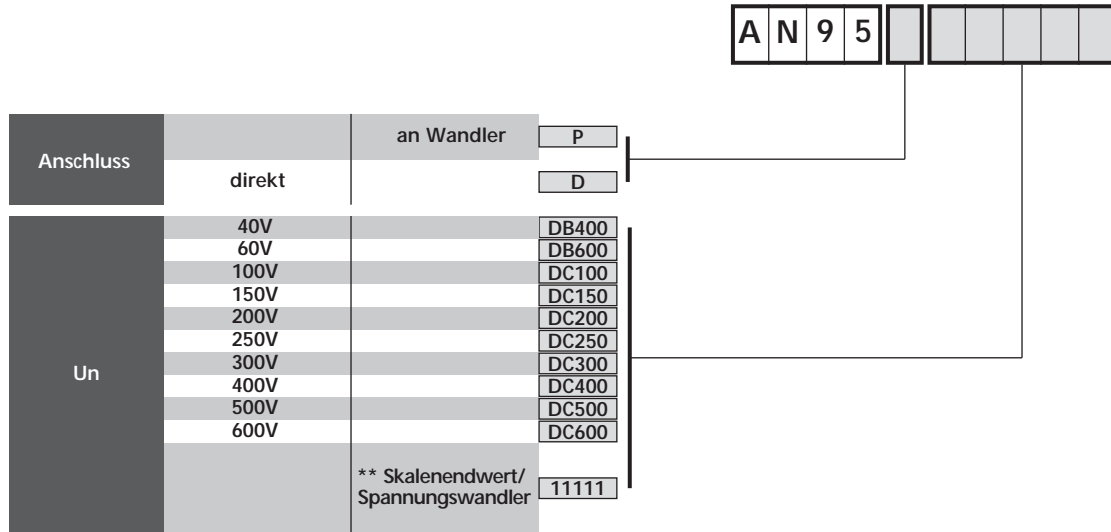 A N 9 5
Anschluss
an Wandler P
direkt D
Un
40V DB400
60V DB600
100V DC100
150V DC150
200V DC200
250V DC250
300V DC300
400V DC400
500V DC500
600V DC600
** Skalenendwert/
Spannungswandler 11111